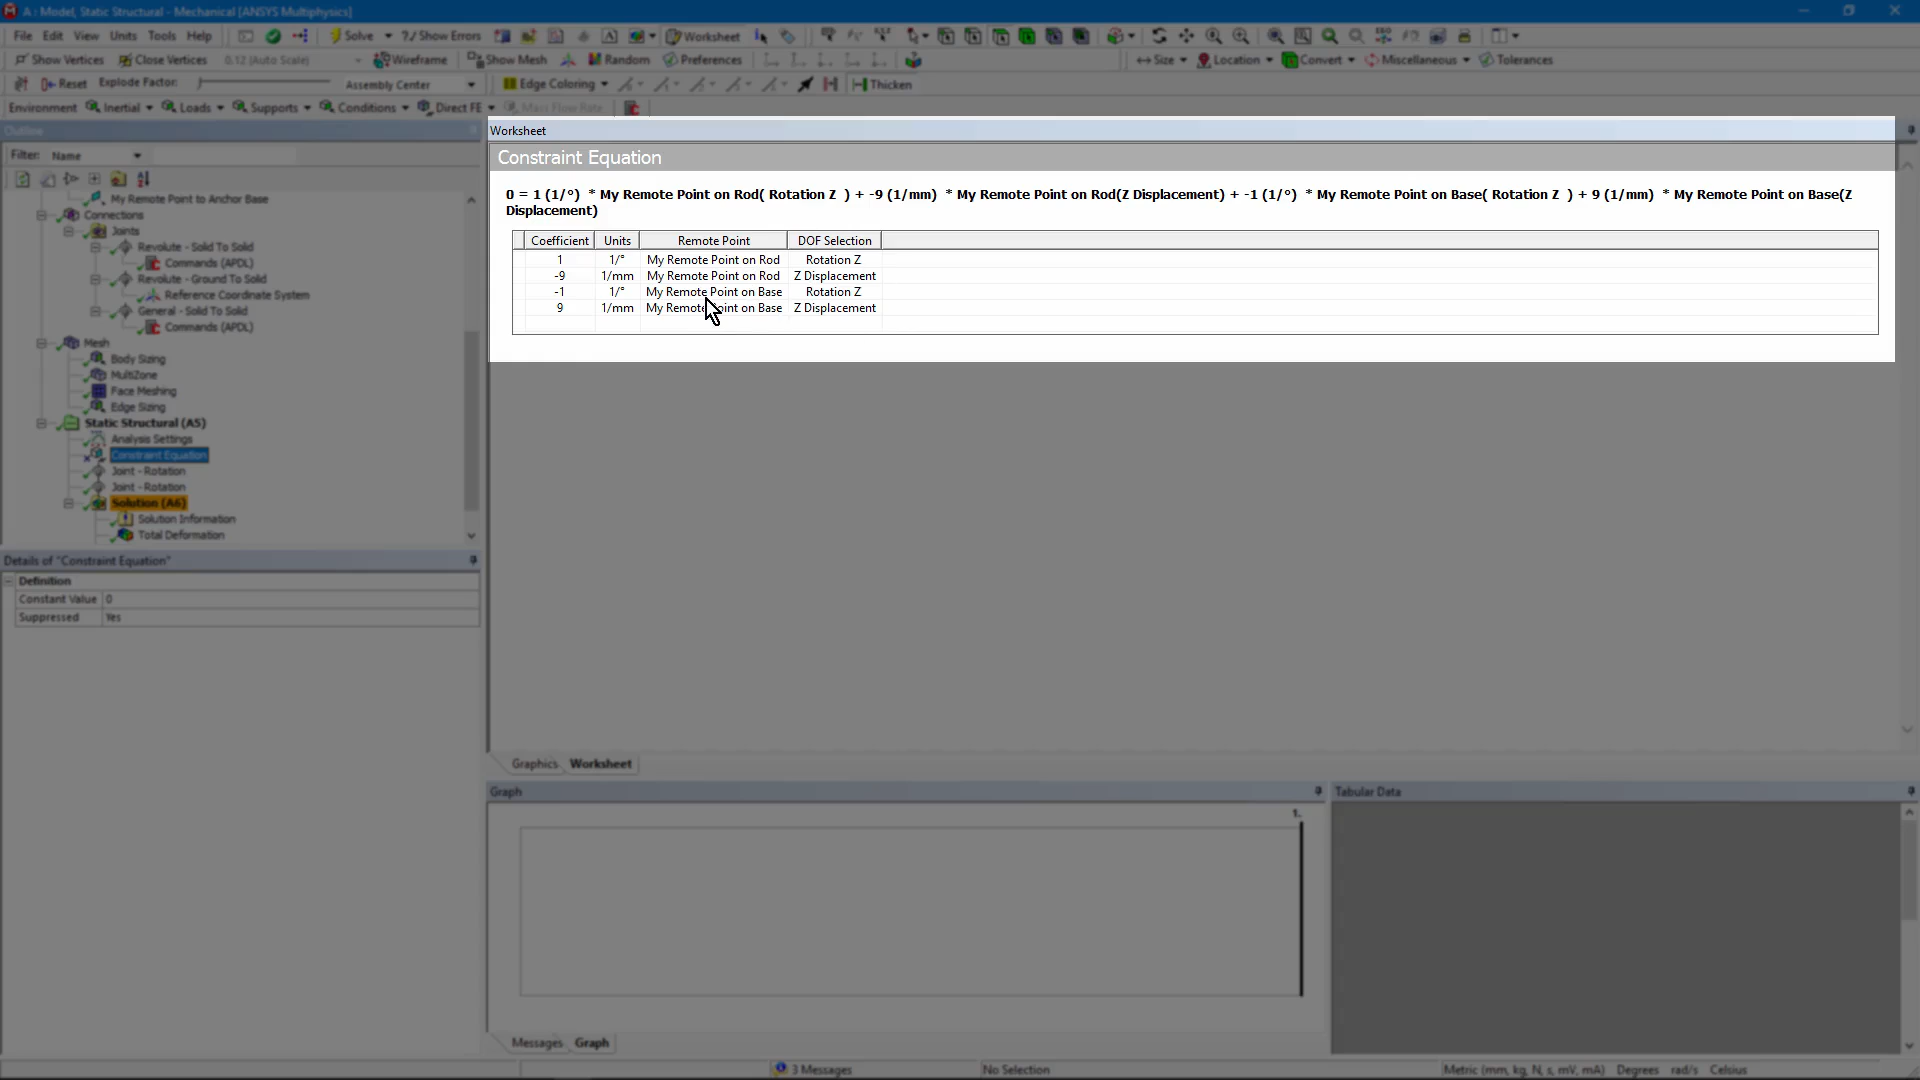 A : Model, Static Structural - Mechanical [ANSYS Multiphysics]
File Edit View Units Tools Help Solve ?/ Show Errors Worksheet
Show Vertices Close Vertices 0.12 (Auto Scale) Wireframe Show Mesh Random Preferences Size Location Convert Miscellaneous Tolerances
Reset Explode Factor: Assembly Center Edge Coloring Thicken
Environment Inertial Loads Supports Conditions Direct FE Mass Flow Rate
Outline
Filter: Name
My Remote Point to Anchor Base
Connections
Joints
Revolute - Solid To Solid
Commands (APDL)
Revolute - Ground To Solid
Reference Coordinate System
General - Solid To Solid
Commands (APDL)
Mesh
Body Sizing
MultiZone
Face Meshing
Edge Sizing
Static Structural (A5)
Analysis Settings
Constraint Equation
Joint - Rotation
Joint - Rotation
Solution (A6)
Solution Information
Total Deformation
Details of "Constraint Equation"
Definition
Constant Value 0
Suppressed Yes
Worksheet
Constraint Equation
0 = 1 (1/°) * My Remote Point on Rod( Rotation Z ) + -9 (1/mm) * My Remote Point on Rod(Z Displacement) + -1 (1/°) * My Remote Point on Base( Rotation Z ) + 9 (1/mm) * My Remote Point on Base(Z
Displacement)
Coefficient Units Remote Point DOF Selection
1 1/° My Remote Point on Rod Rotation Z
-9 1/mm My Remote Point on Rod Z Displacement
-1 1/° My Remote Point on Base Rotation Z
9 1/mm My Remote Point on Base Z Displacement
Graphics Worksheet
Graph
1.
Messages Graph
Tabular Data
3 Messages No Selection Metric (mm, kg, N, s, mV, mA) Degrees rad/s Celsius